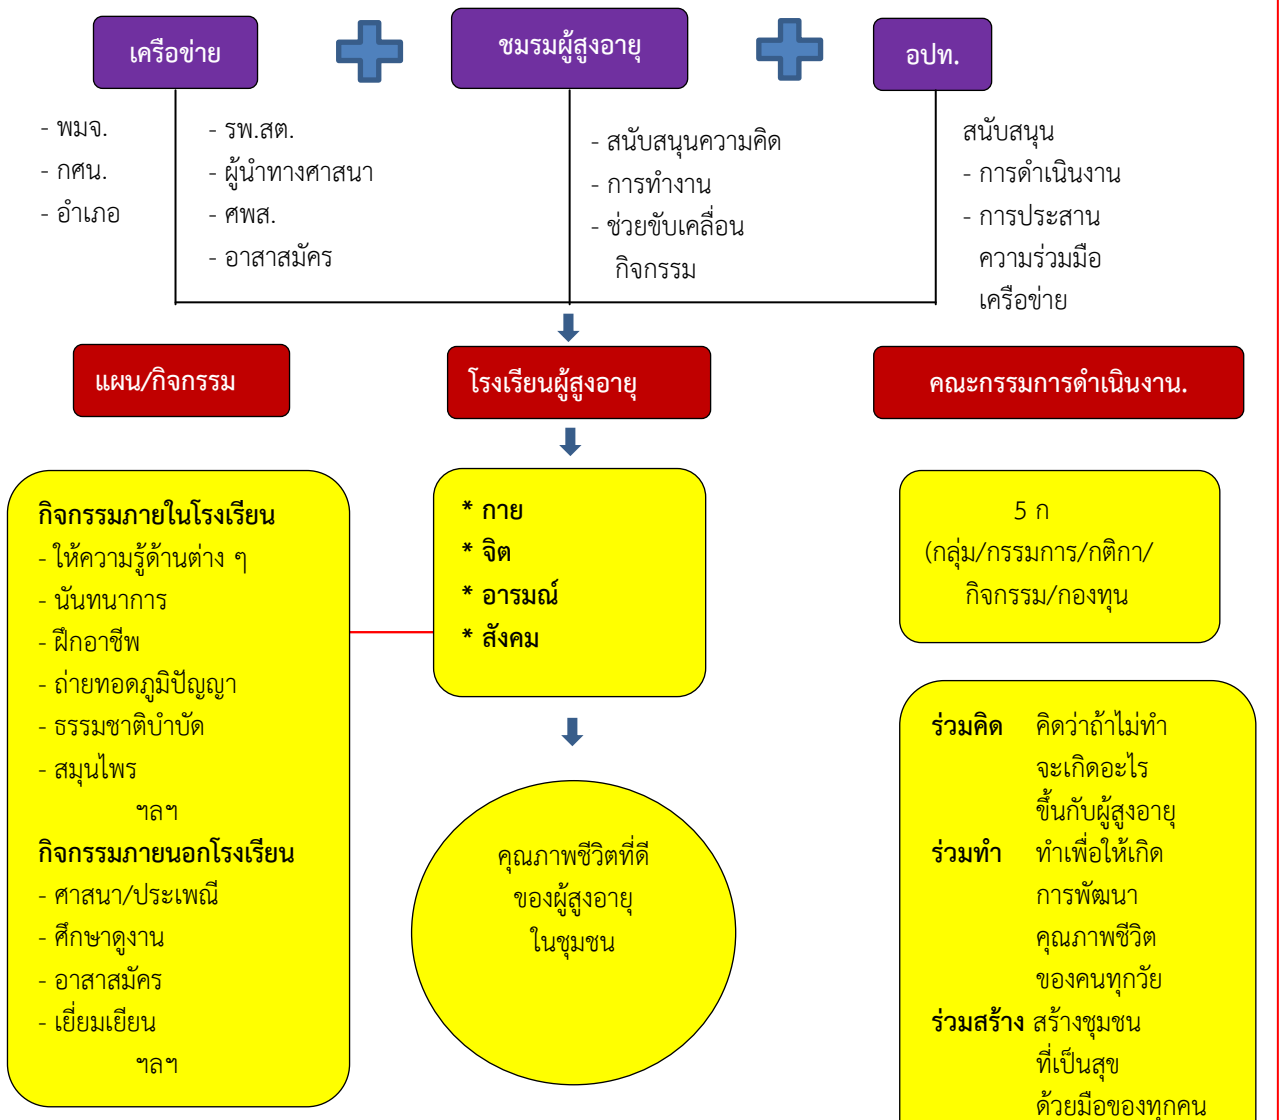 เครือข่าย
ชมรมผู้สูงอายุ
อปท.
- พมจ.
- กศน.
- อำเภอ
- รพ.สต.
- ผู้นำทางศาสนา
- ศพส.
- อาสาสมัคร
- สนับสนุนความคิด
- การทำงาน
- ช่วยขับเคลื่อน
กิจกรรม
สนับสนุน
- การดำเนินงาน
- การประสาน
ความร่วมมือ
เครือข่าย
แผน/กิจกรรม
โรงเรียนผู้สูงอายุ
คณะกรรมการดำเนินงาน.
กิจกรรมภายในโรงเรียน
- ให้ความรู้ด้านต่าง ๆ
- นันทนาการ
- ฝึกอาชีพ
- ถ่ายทอดภูมิปัญญา
- ธรรมชาติบำบัด
- สมุนไพร
ฯลฯ
กิจกรรมภายนอกโรงเรียน
- ศาสนา/ประเพณี
- ศึกษาดูงาน
- อาสาสมัคร
- เยี่ยมเยียน
ฯลฯ
* กาย
* จิต
* อารมณ์
* สังคม
คุณภาพชีวิตที่ดี
ของผู้สูงอายุ
ในชุมชน
5 ก
(กลุ่ม/กรรมการ/กติกา/
กิจกรรม/กองทุน
ร่วมคิด คิดว่าถ้าไม่ทำ
จะเกิดอะไร
ขึ้นกับผู้สูงอายุ
ร่วมทำ ทำเพื่อให้เกิด
การพัฒนา
คุณภาพชีวิต
ของคนทุกวัย
ร่วมสร้าง สร้างชุมชน
ที่เป็นสุข
ด้วยมือของทุกคน